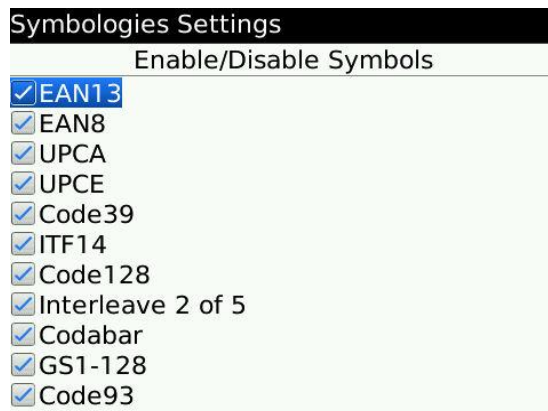 Symbologies Settings
Enable/Disable Symbols
EAN13
EAN8
UPCA
UPCE
Code39
ITF14
Code128
Interleave 2 of 5
Codabar
GS1-128
Code93